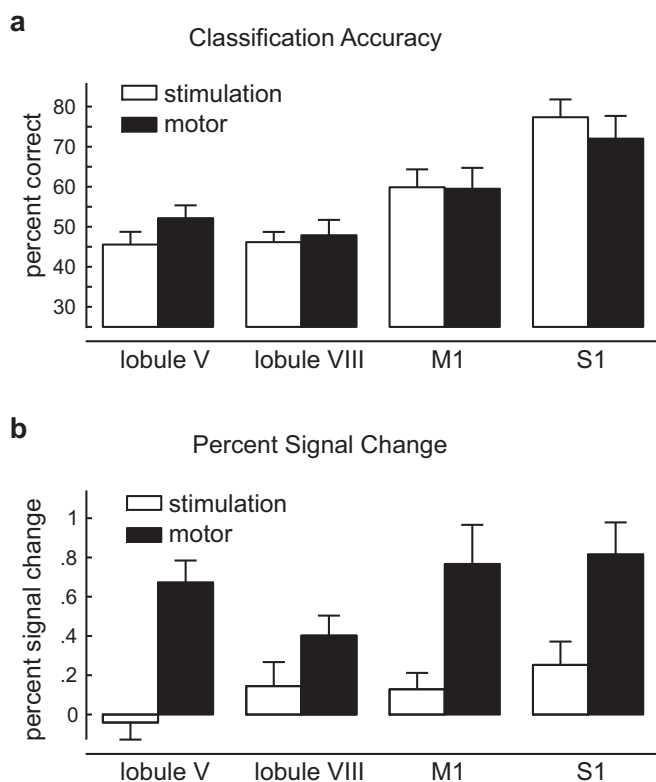 a
Classification Accuracy
stimulation
motor
percent correct
80
70
60
50
40
30
lobule V lobule VIII M1 S1
b
Percent Signal Change
stimulation
motor
percent signal change
1
.8
.6
.4
.2
0
lobule V lobule VIII M1 S1